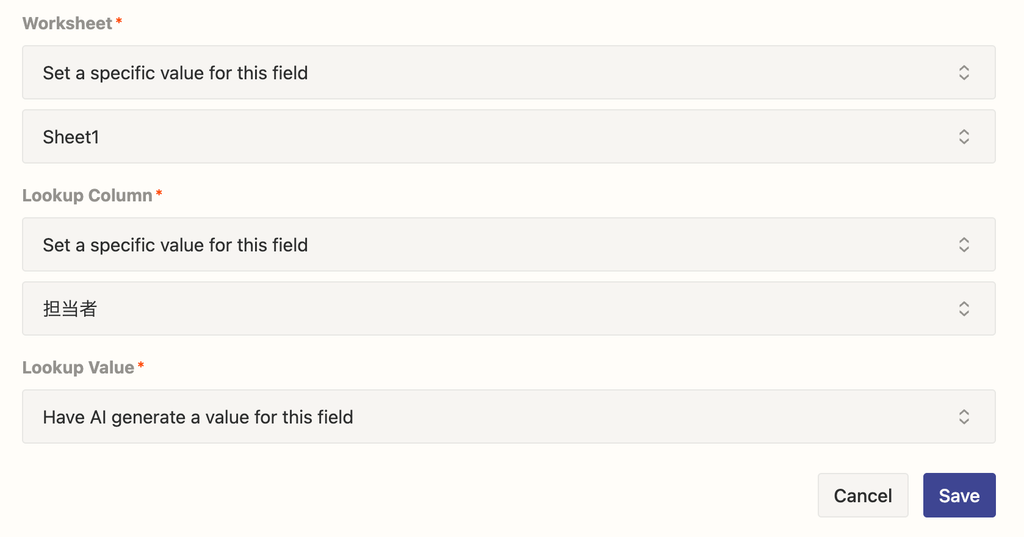 Worksheet*
Set a specific value for this field
Sheet1
Lookup Column*
Set a specific value for this field
担当者
Lookup Value*
Have AI generate a value for this field
Cancel Save